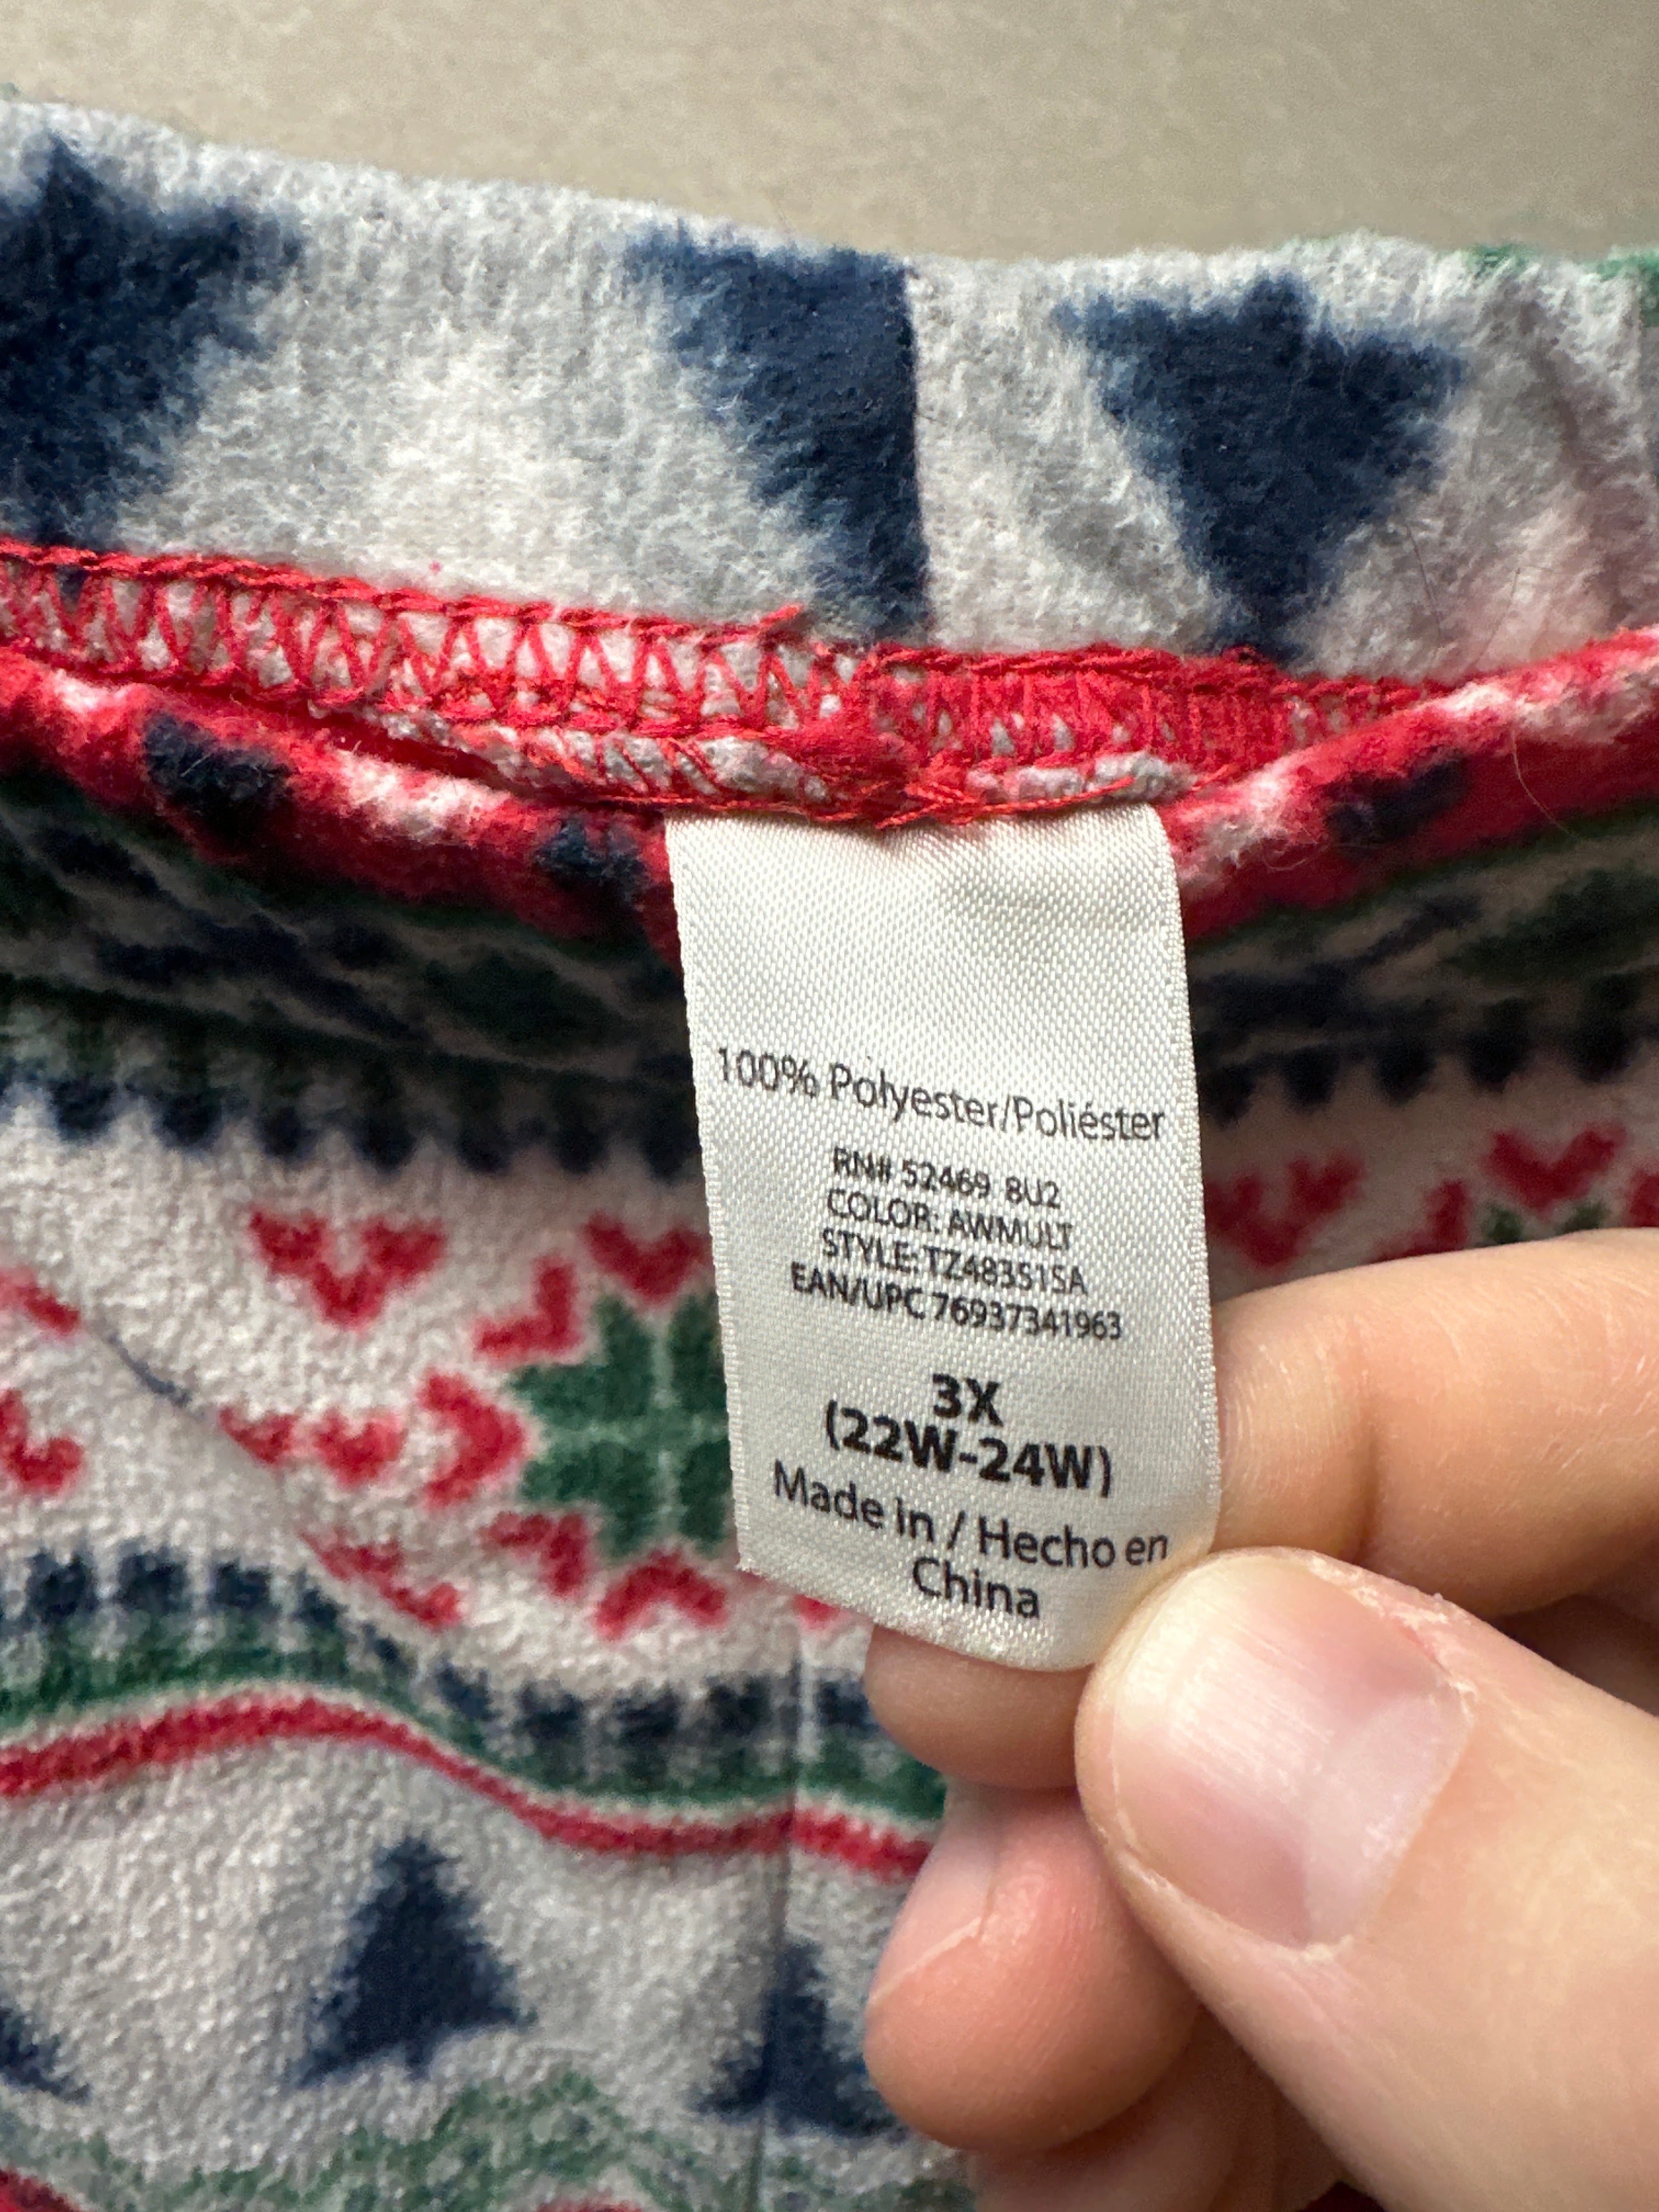 100% Polyester/Poliéster
RN# 52469 8U2
COLOR: AWMULT
STYLE: TZ48351SA
EAN/UPC 76937341963
3X
(22W-24W)
Made in / Hecho en
China